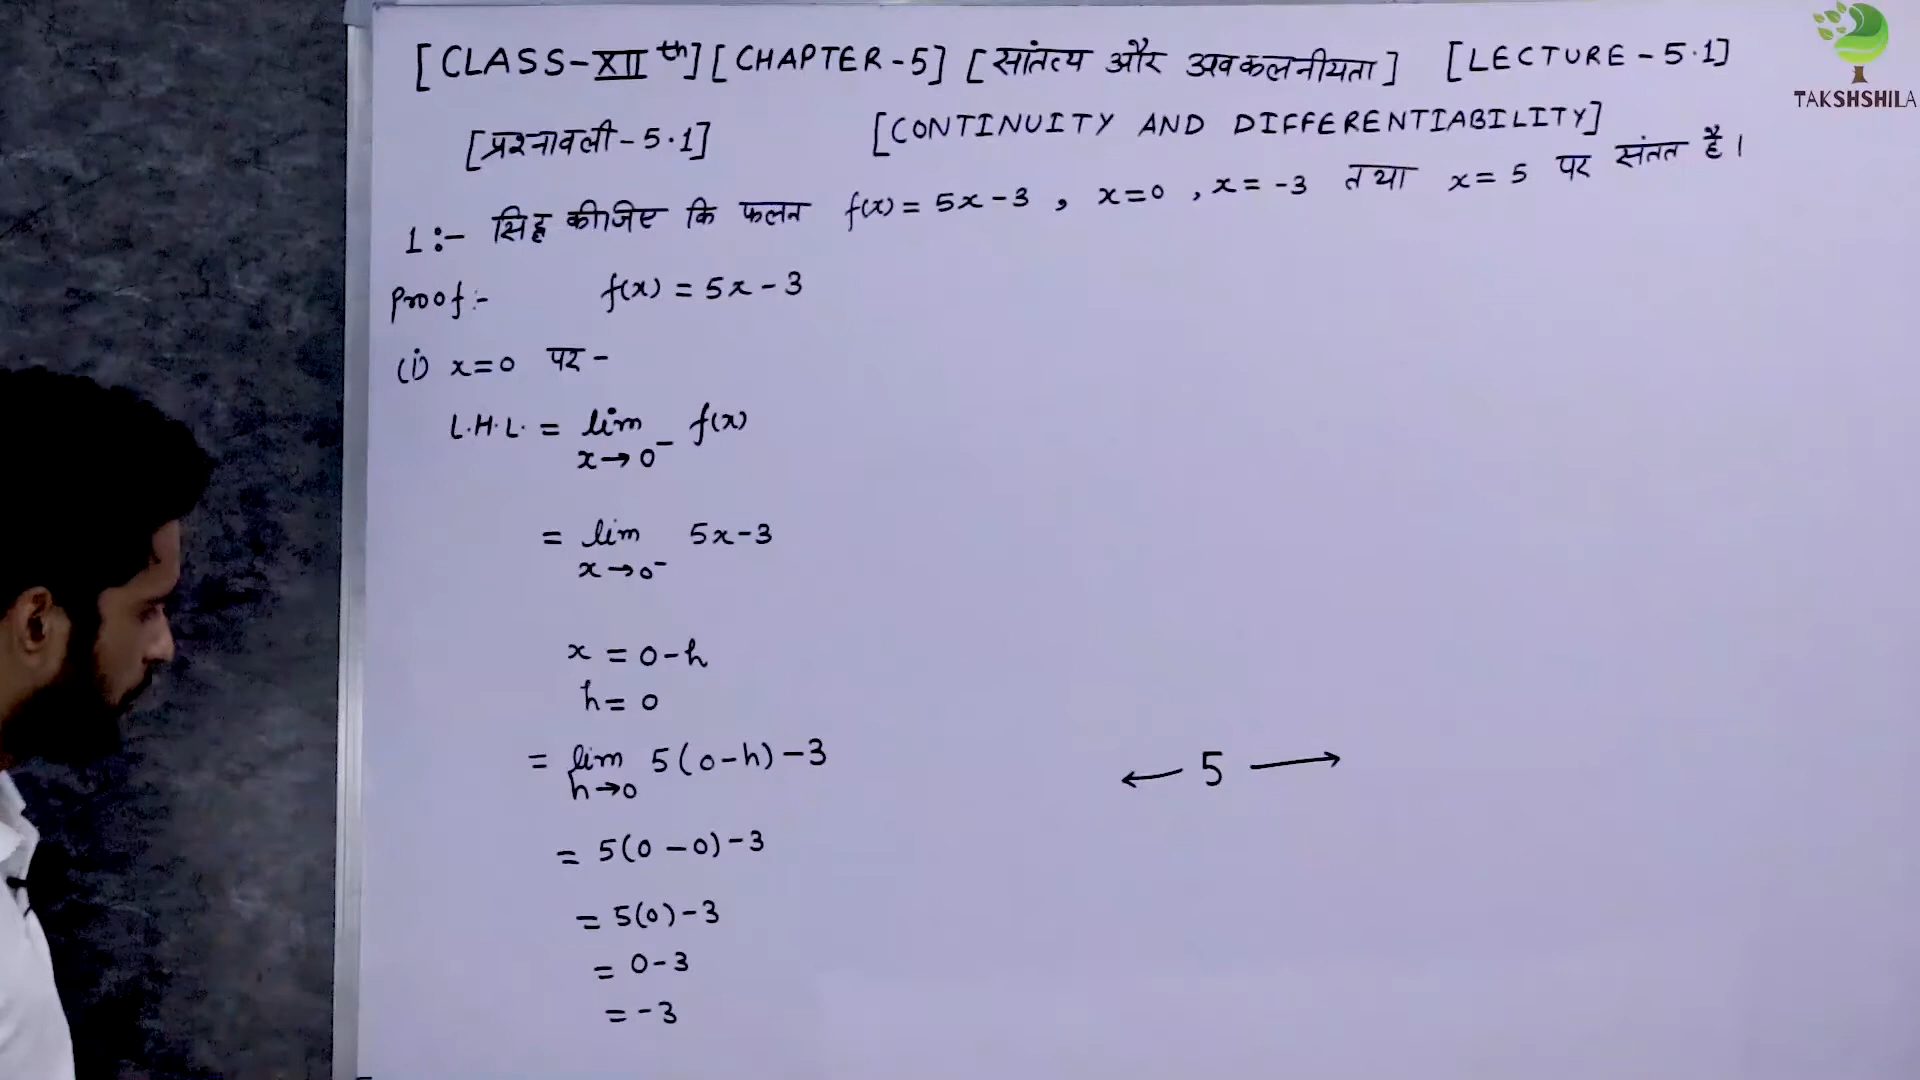 [CLASS-XII th] [CHAPTER-5] [सांतत्य और अवकलनीयता] [LECTURE-5.1]
TAKSHSHILA
[प्रश्नावली-5.1] [CONTINUITY AND DIFFERENTIABILITY]
1:- सिद्ध कीजिए कि फलन f(x) = 5x-3 , x=0 , x= -3 तथा x= 5 पर संतत है।
Proof:- f(x) = 5x-3
(i) x=0 पर -
L.H.L. = lim f(x)
x→0⁻
= lim 5x-3
x→0⁻
x = 0-h
h= 0
= lim 5(0-h)-3
h→0
← 5 →
= 5(0-0)-3
= 5(0)-3
= 0-3
= -3